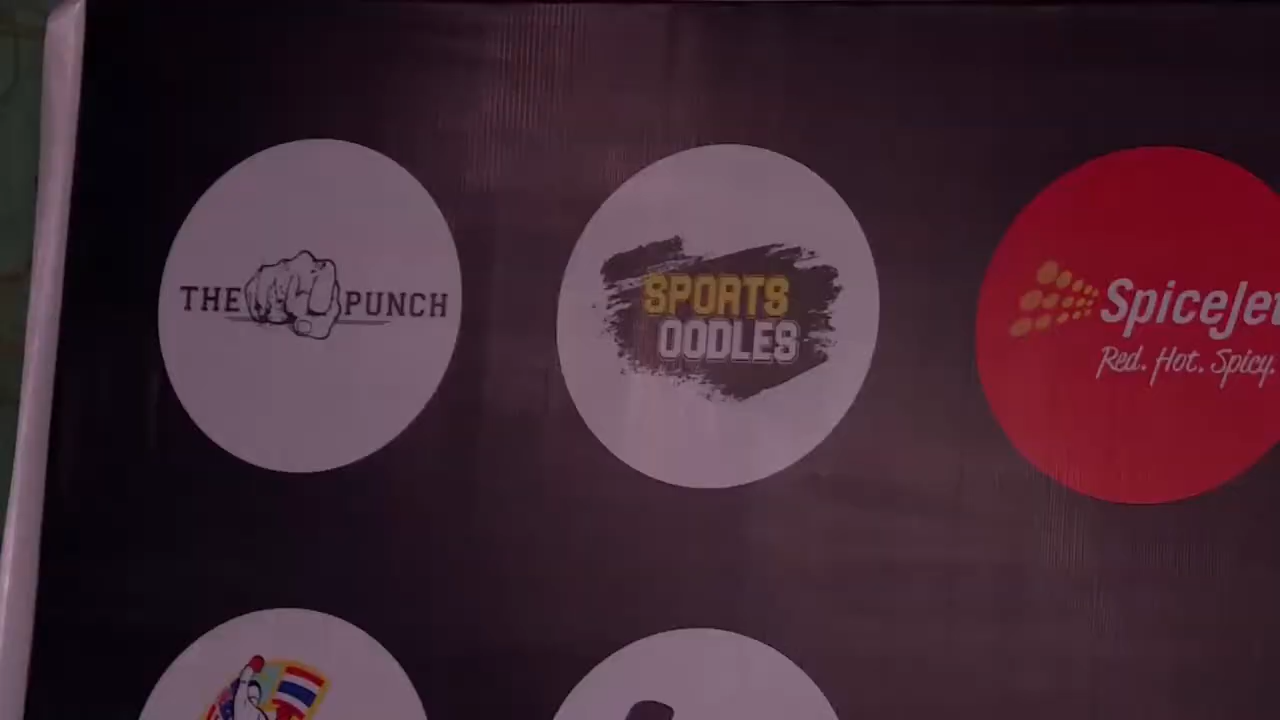 THE PUNCH
SPORTS
OODLES
SpiceJet
Red. Hot. Spicy.